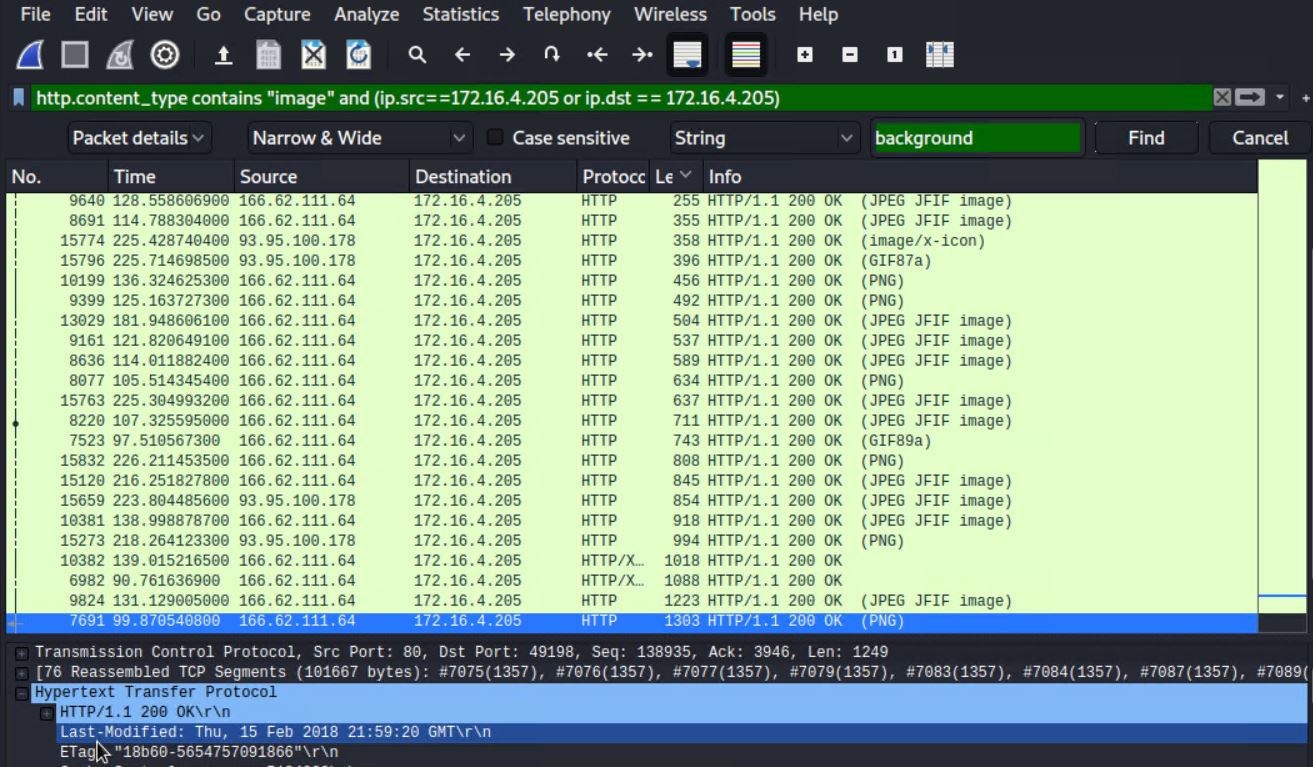 File Edit View Go Capture Analyze Statistics Telephony Wireless Tools Help
http.content_type contains "image" and (ip.src==172.16.4.205 or ip.dst == 172.16.4.205)
Packet details Narrow & Wide Case sensitive String background Find Cancel
No. Time Source Destination Protocc Le Info
9640 128.558606900 166.62.111.64 172.16.4.205 HTTP 255 HTTP/1.1 200 OK (JPEG JFIF image)
8691 114.788304000 166.62.111.64 172.16.4.205 HTTP 355 HTTP/1.1 200 OK (JPEG JFIF image)
15774 225.428740400 93.95.100.178 172.16.4.205 HTTP 358 HTTP/1.1 200 OK (image/x-icon)
15796 225.714698500 93.95.100.178 172.16.4.205 HTTP 396 HTTP/1.1 200 OK (GIF87a)
10199 136.324625300 166.62.111.64 172.16.4.205 HTTP 456 HTTP/1.1 200 OK (PNG)
9399 125.163727300 166.62.111.64 172.16.4.205 HTTP 492 HTTP/1.1 200 OK (PNG)
13029 181.948606100 166.62.111.64 172.16.4.205 HTTP 504 HTTP/1.1 200 OK (JPEG JFIF image)
9161 121.820649100 166.62.111.64 172.16.4.205 HTTP 537 HTTP/1.1 200 OK (JPEG JFIF image)
8636 114.011882400 166.62.111.64 172.16.4.205 HTTP 589 HTTP/1.1 200 OK (JPEG JFIF image)
8077 105.514345400 166.62.111.64 172.16.4.205 HTTP 634 HTTP/1.1 200 OK (PNG)
15763 225.304993200 166.62.111.64 172.16.4.205 HTTP 637 HTTP/1.1 200 OK (JPEG JFIF image)
8220 107.325595000 166.62.111.64 172.16.4.205 HTTP 711 HTTP/1.1 200 OK (JPEG JFIF image)
7523 97.510567300 166.62.111.64 172.16.4.205 HTTP 743 HTTP/1.1 200 OK (GIF89a)
15832 226.211453500 166.62.111.64 172.16.4.205 HTTP 808 HTTP/1.1 200 OK (PNG)
15120 216.251827800 166.62.111.64 172.16.4.205 HTTP 845 HTTP/1.1 200 OK (JPEG JFIF image)
15659 223.804485600 93.95.100.178 172.16.4.205 HTTP 854 HTTP/1.1 200 OK (JPEG JFIF image)
10381 138.998878700 166.62.111.64 172.16.4.205 HTTP 918 HTTP/1.1 200 OK (JPEG JFIF image)
15273 218.264123300 93.95.100.178 172.16.4.205 HTTP 994 HTTP/1.1 200 OK (PNG)
10382 139.015216500 166.62.111.64 172.16.4.205 HTTP/X… 1018 HTTP/1.1 200 OK
6982 90.761636900 166.62.111.64 172.16.4.205 HTTP/X… 1088 HTTP/1.1 200 OK
9824 131.129005000 166.62.111.64 172.16.4.205 HTTP 1223 HTTP/1.1 200 OK (JPEG JFIF image)
7691 99.870540800 166.62.111.64 172.16.4.205 HTTP 1303 HTTP/1.1 200 OK (PNG)
Transmission Control Protocol, Src Port: 80, Dst Port: 49198, Seq: 138935, Ack: 3946, Len: 1249
[76 Reassembled TCP Segments (101667 bytes): #7075(1357), #7076(1357), #7077(1357), #7079(1357), #7083(1357), #7084(1357), #7087(1357), #7089(
Hypertext Transfer Protocol
HTTP/1.1 200 OK\r\n
Last-Modified: Thu, 15 Feb 2018 21:59:20 GMT\r\n
ETag: "18b60-5654757091866"\r\n